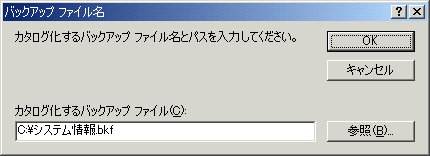 バックアップ ファイル名
カタログ化するバックアップ ファイル名とパスを入力してください。
OK
キャンセル
カタログ化するバックアップ ファイル(C):
C:¥システム情報.bkf
参照(B)...